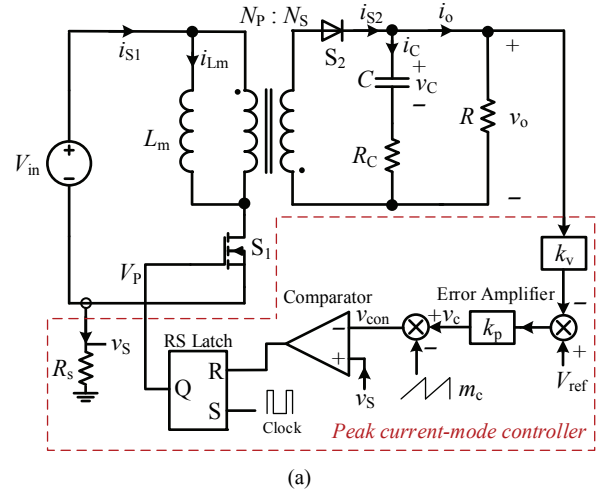 N_P : N_S
i_S2
i_o
i_S1
i_Lm
S_2
i_C
+
+
C
v_C
−
L_m
R
v_o
V_in
+
−
R_C
−
S_1
V_P
k_v
Comparator
Error Amplifier
−
v_con
+v_c
k_p
+
V_ref
−
−
+
v_S
R_s
RS Latch
R
Q
S
Clock
v_S
m_c
Peak current-mode controller
(a)